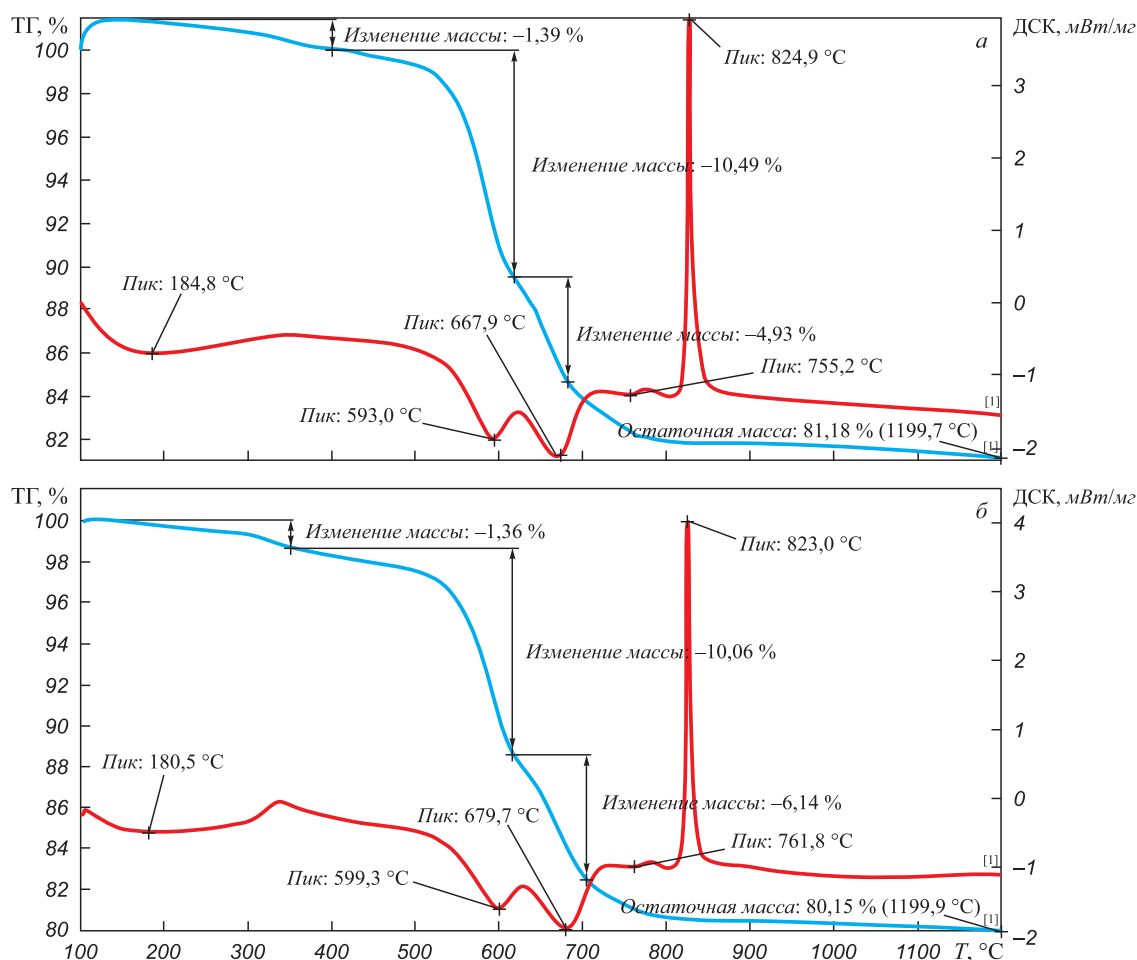 ТГ, %
а
ДСК, мВт/мг
Изменение массы: –1,39 %
Пик: 824,9 °C
100
98
96
94
92
90
88
86
84
82
3
2
1
0
–1
–2
Изменение массы: –10,49 %
Пик: 184,8 °C
Пик: 667,9 °C
Изменение массы: –4,93 %
Пик: 755,2 °C
Пик: 593,0 °C
[1]
Остаточная масса: 81,18 % (1199,7 °C)
[1]
ТГ, %
б
ДСК, мВт/мг
100
98
96
94
92
90
88
86
84
82
80
4
3
2
1
0
–1
–2
Изменение массы: –1,36 %
Пик: 823,0 °C
Изменение массы: –10,06 %
Пик: 180,5 °C
Пик: 679,7 °C
Изменение массы: –6,14 %
Пик: 761,8 °C
Пик: 599,3 °C
[1]
Остаточная масса: 80,15 % (1199,9 °C)
[1]
100 200 300 400 500 600 700 800 900 1000 1100 T, °C